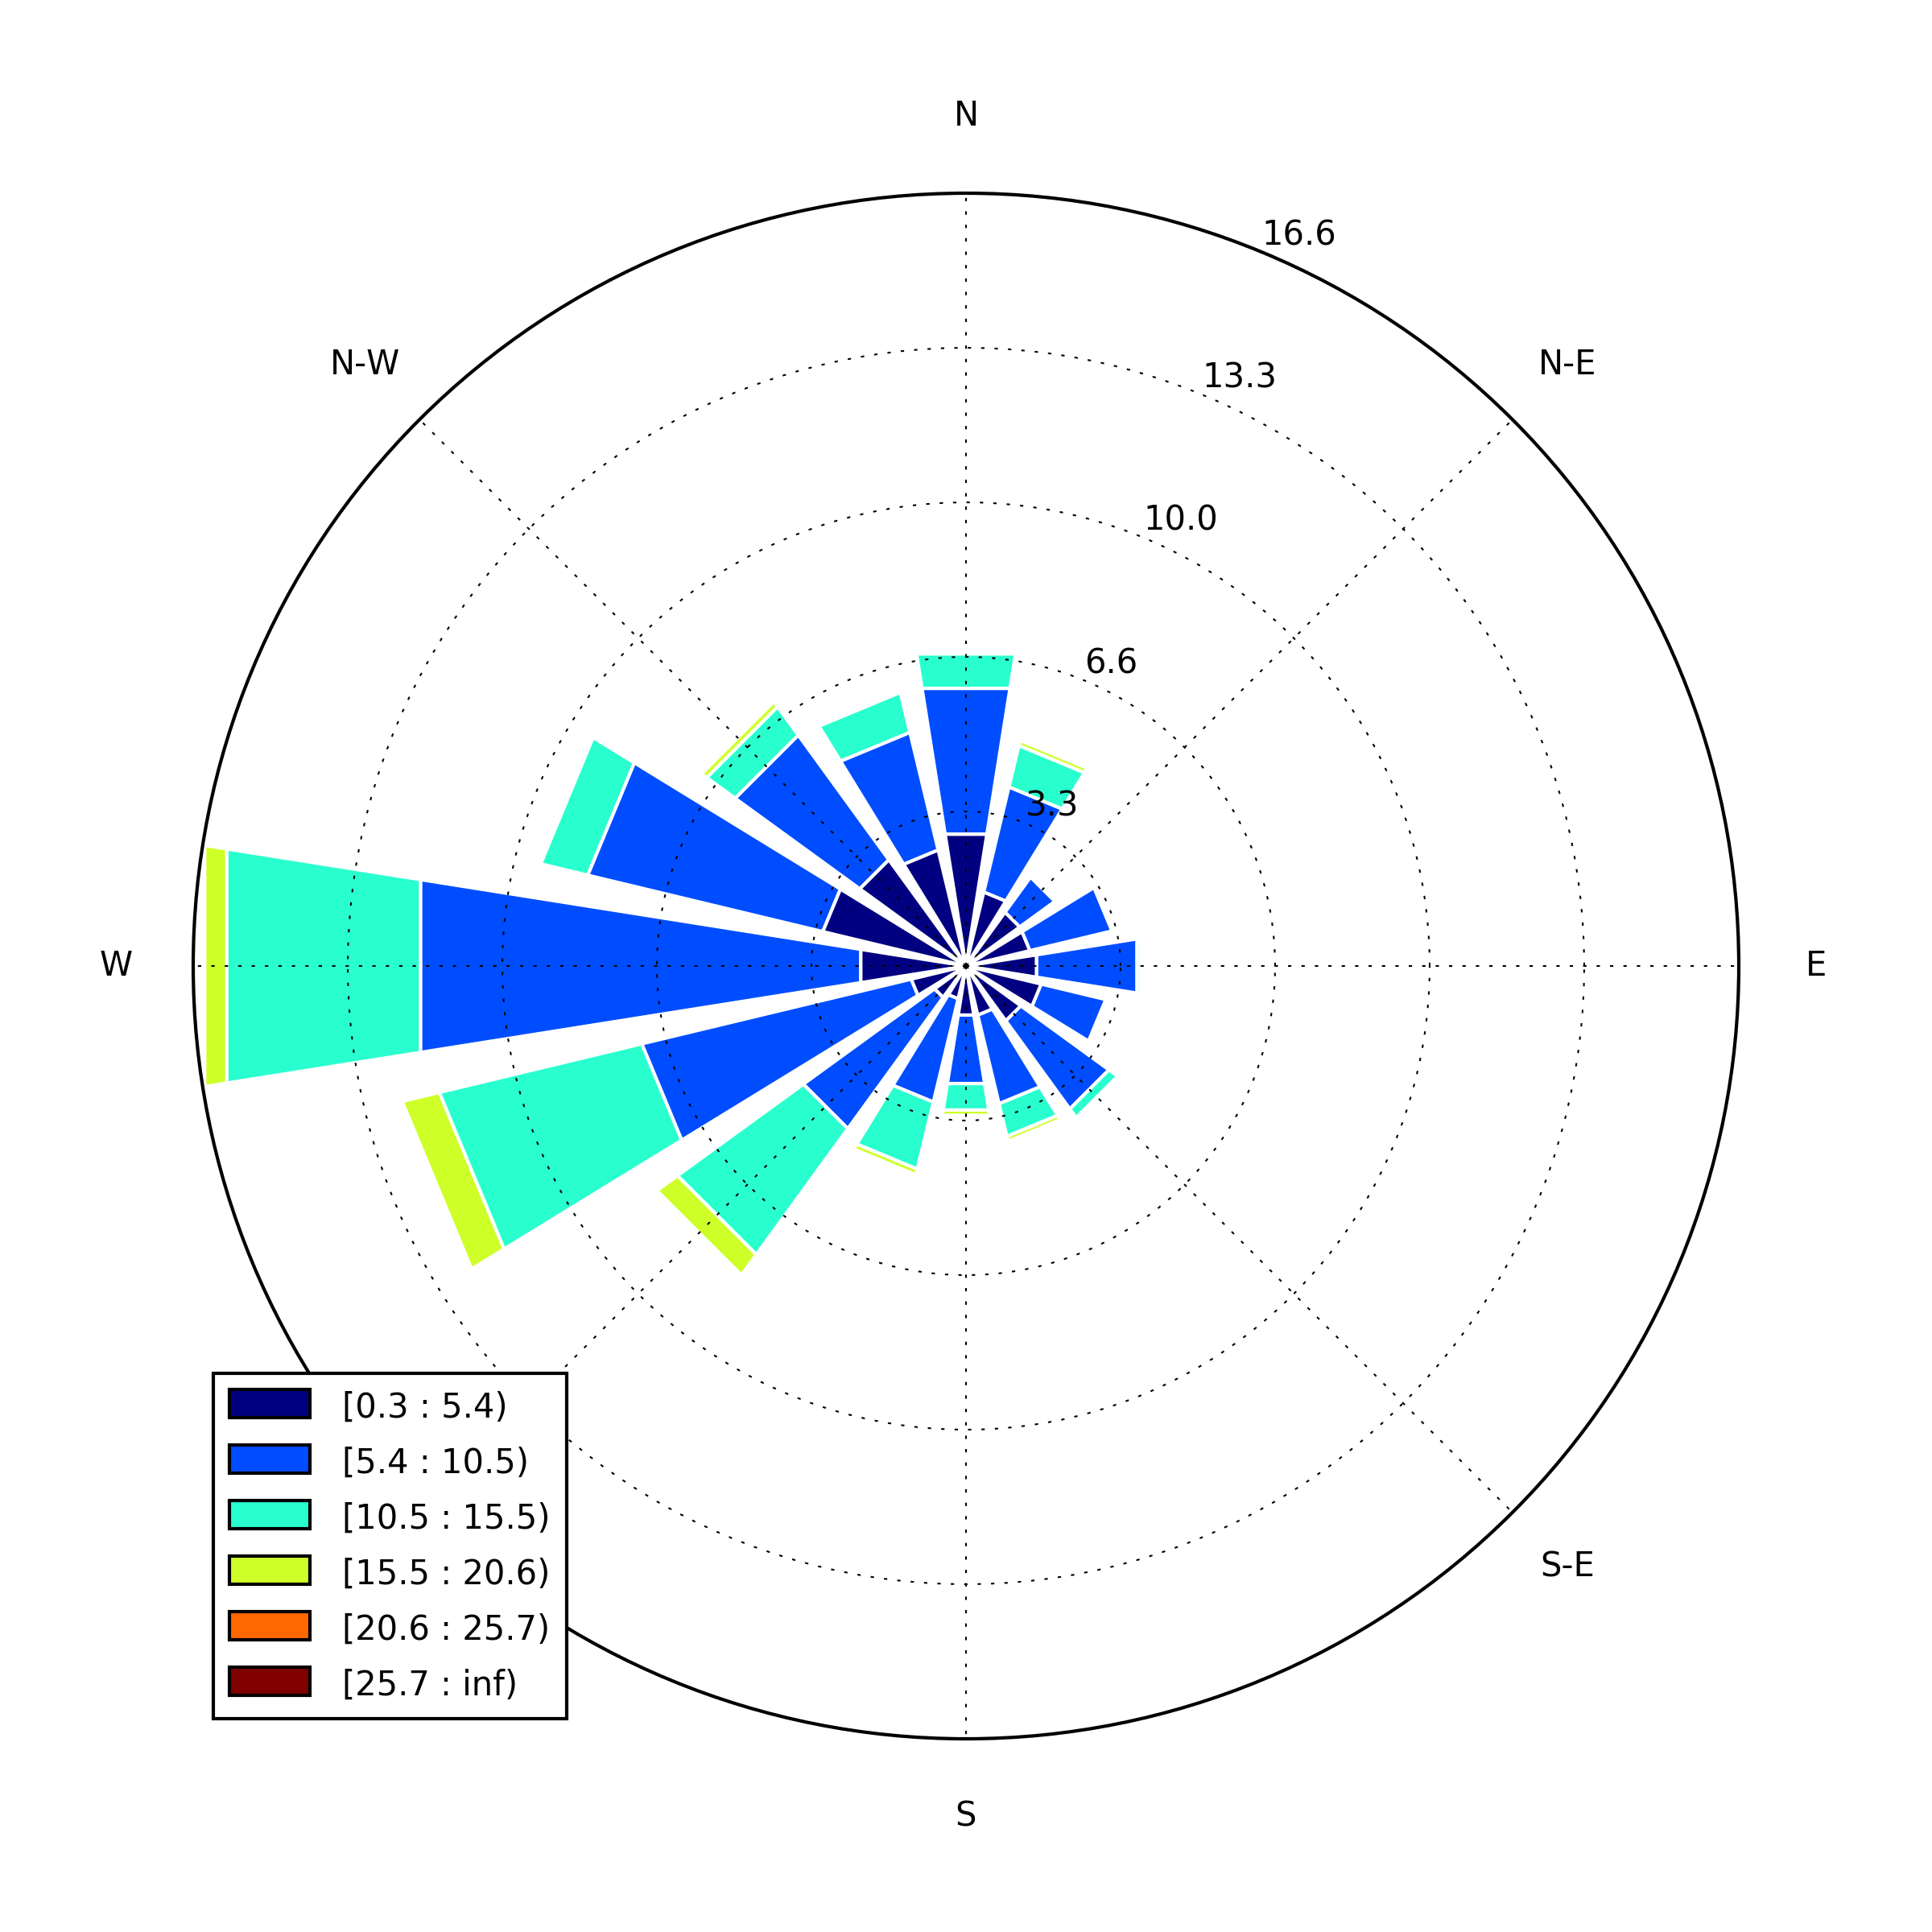 N
16.6
N-W
N-E
13.3
10.0
6.6
3.3
W
E
[0.3 : 5.4)
[5.4 : 10.5)
[10.5 : 15.5)
[15.5 : 20.6)
[20.6 : 25.7)
[25.7 : inf)
S-E
S